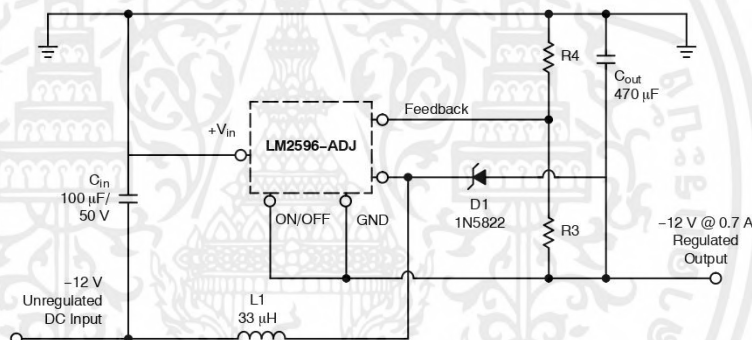 R4
Cout
470 µF
Feedback
+Vin
LM2596–ADJ
Cin
100 µF/
50 V
D1
1N5822
ON/OFF
GND
R3
–12 V @ 0.7 A
Regulated
Output
–12 V
Unregulated
DC Input
L1
33 µH